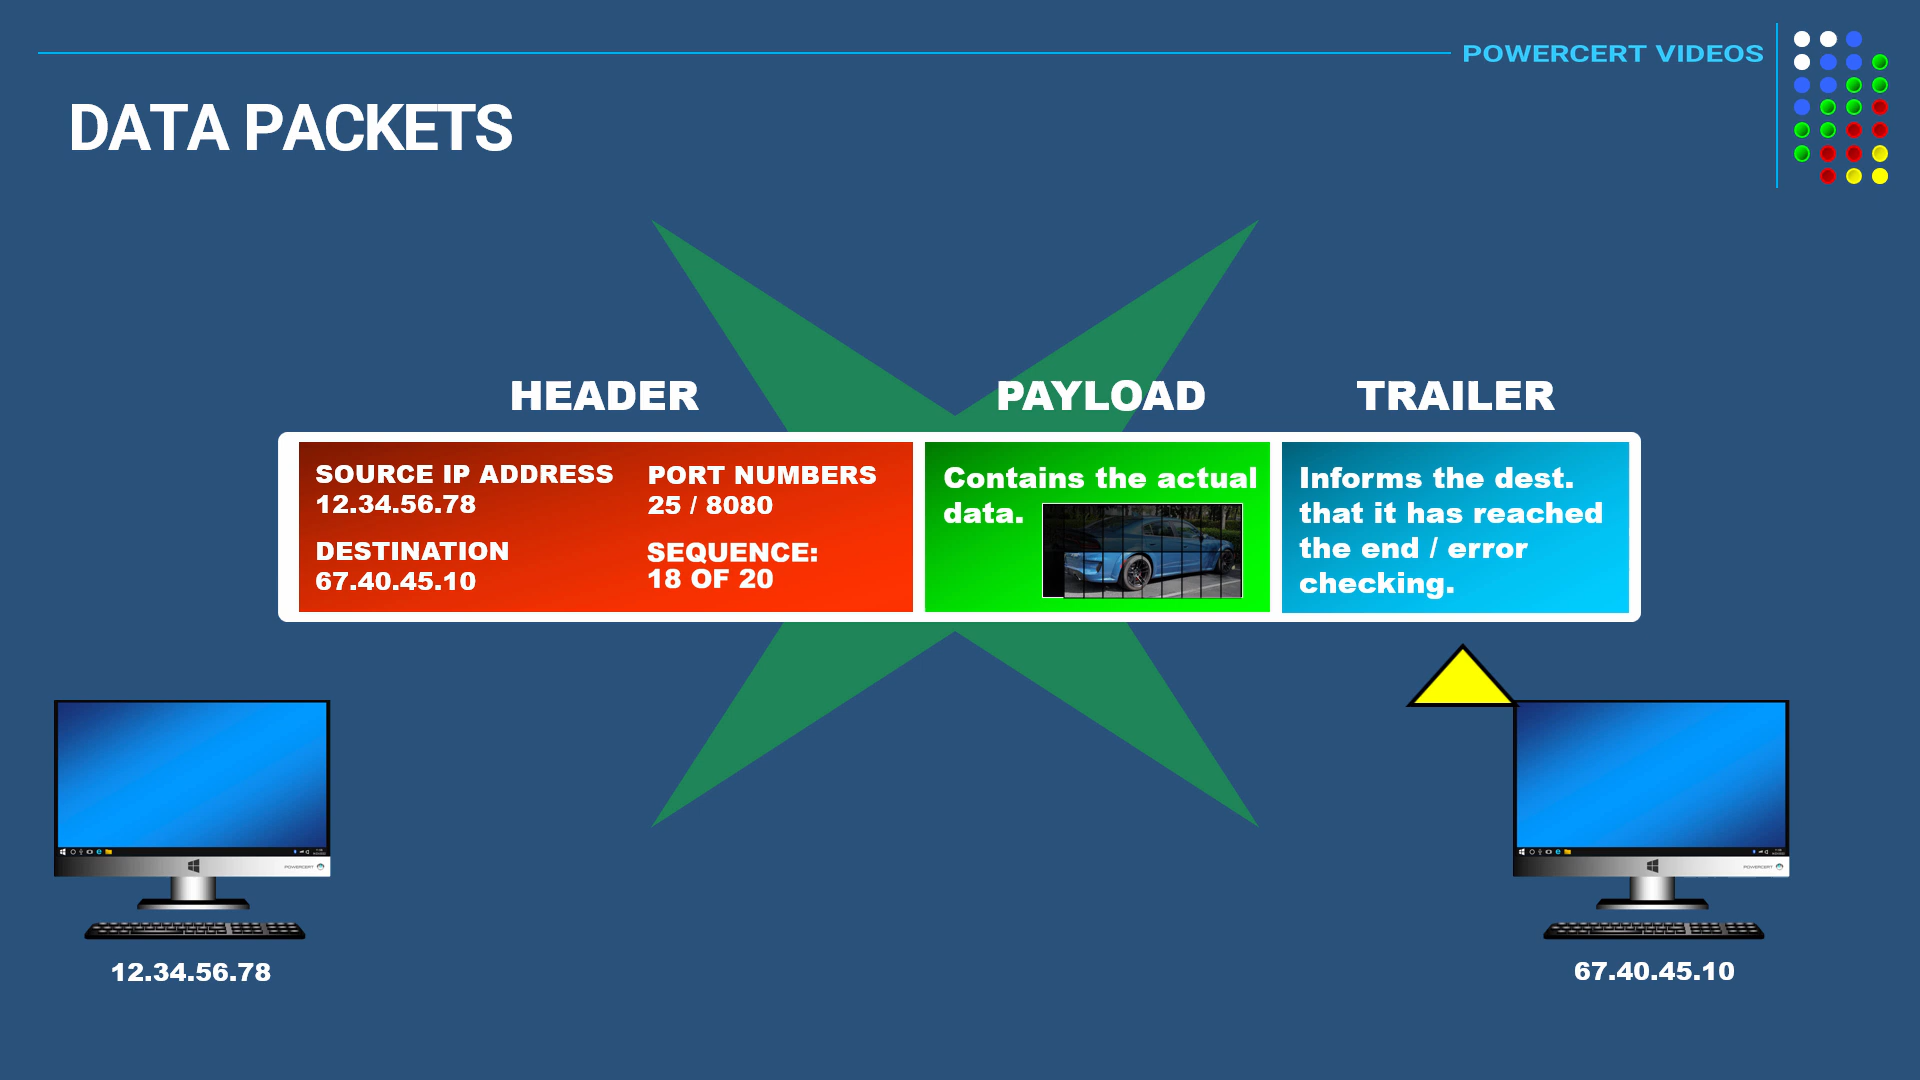 POWERCERT VIDEOS
DATA PACKETS
HEADER
PAYLOAD
TRAILER
SOURCE IP ADDRESS
12.34.56.78
DESTINATION
67.40.45.10
PORT NUMBERS
25 / 8080
SEQUENCE:
18 OF 20
Contains the actual
data.
Informs the dest.
that it has reached
the end / error
checking.
POWERCERT
POWERCERT
12.34.56.78
67.40.45.10